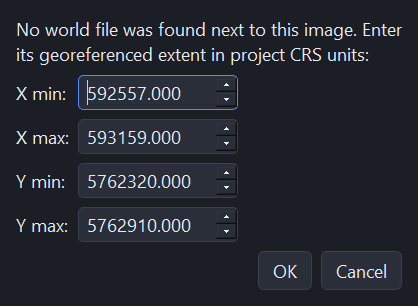 No world file was found next to this image. Enter
its georeferenced extent in project CRS units:
X min: 592557.000
X max: 593159.000
Y min: 5762320.000
Y max: 5762910.000
OK Cancel